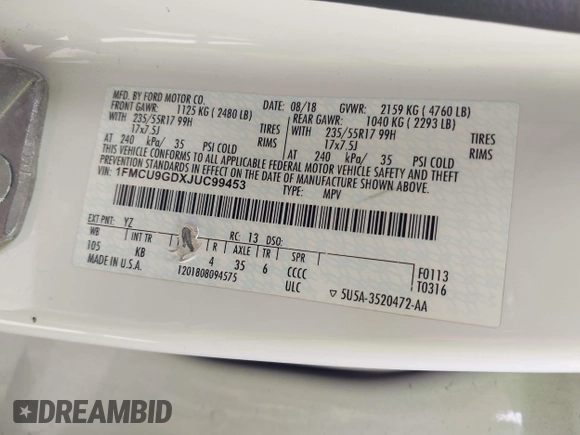 MFD. BY FORD MOTOR CO.
DATE: 08/18 GVWR: 2159 KG ( 4760 LB)
FRONT GAWR: 1125 KG ( 2480 LB) REAR GAWR: 1040 KG ( 2293 LB)
WITH 235/55R17 99H TIRES WITH 235/55R17 99H TIRES
17x7.5J RIMS 17x7.5J RIMS
AT 240 kPa/ 35 PSI COLD AT 240 kPa/ 35 PSI COLD
THIS VEHICLE CONFORMS TO ALL APPLICABLE FEDERAL MOTOR VEHICLE SAFETY AND THEFT
PREVENTION STANDARDS IN EFFECT ON THE DATE OF MANUFACTURE SHOWN ABOVE.
VIN: 1FMCU9GDXJUC99453 TYPE: MPV
EXT PNT: YZ RC: 13 DSO:
WB INT TR R AXLE TR SPR
105 KB 4 35 6 CCCC
ULC
F0113
T0316
MADE IN U.S.A. 1201808094575
▽ 5U5A-3520472-AA
DREAMBID